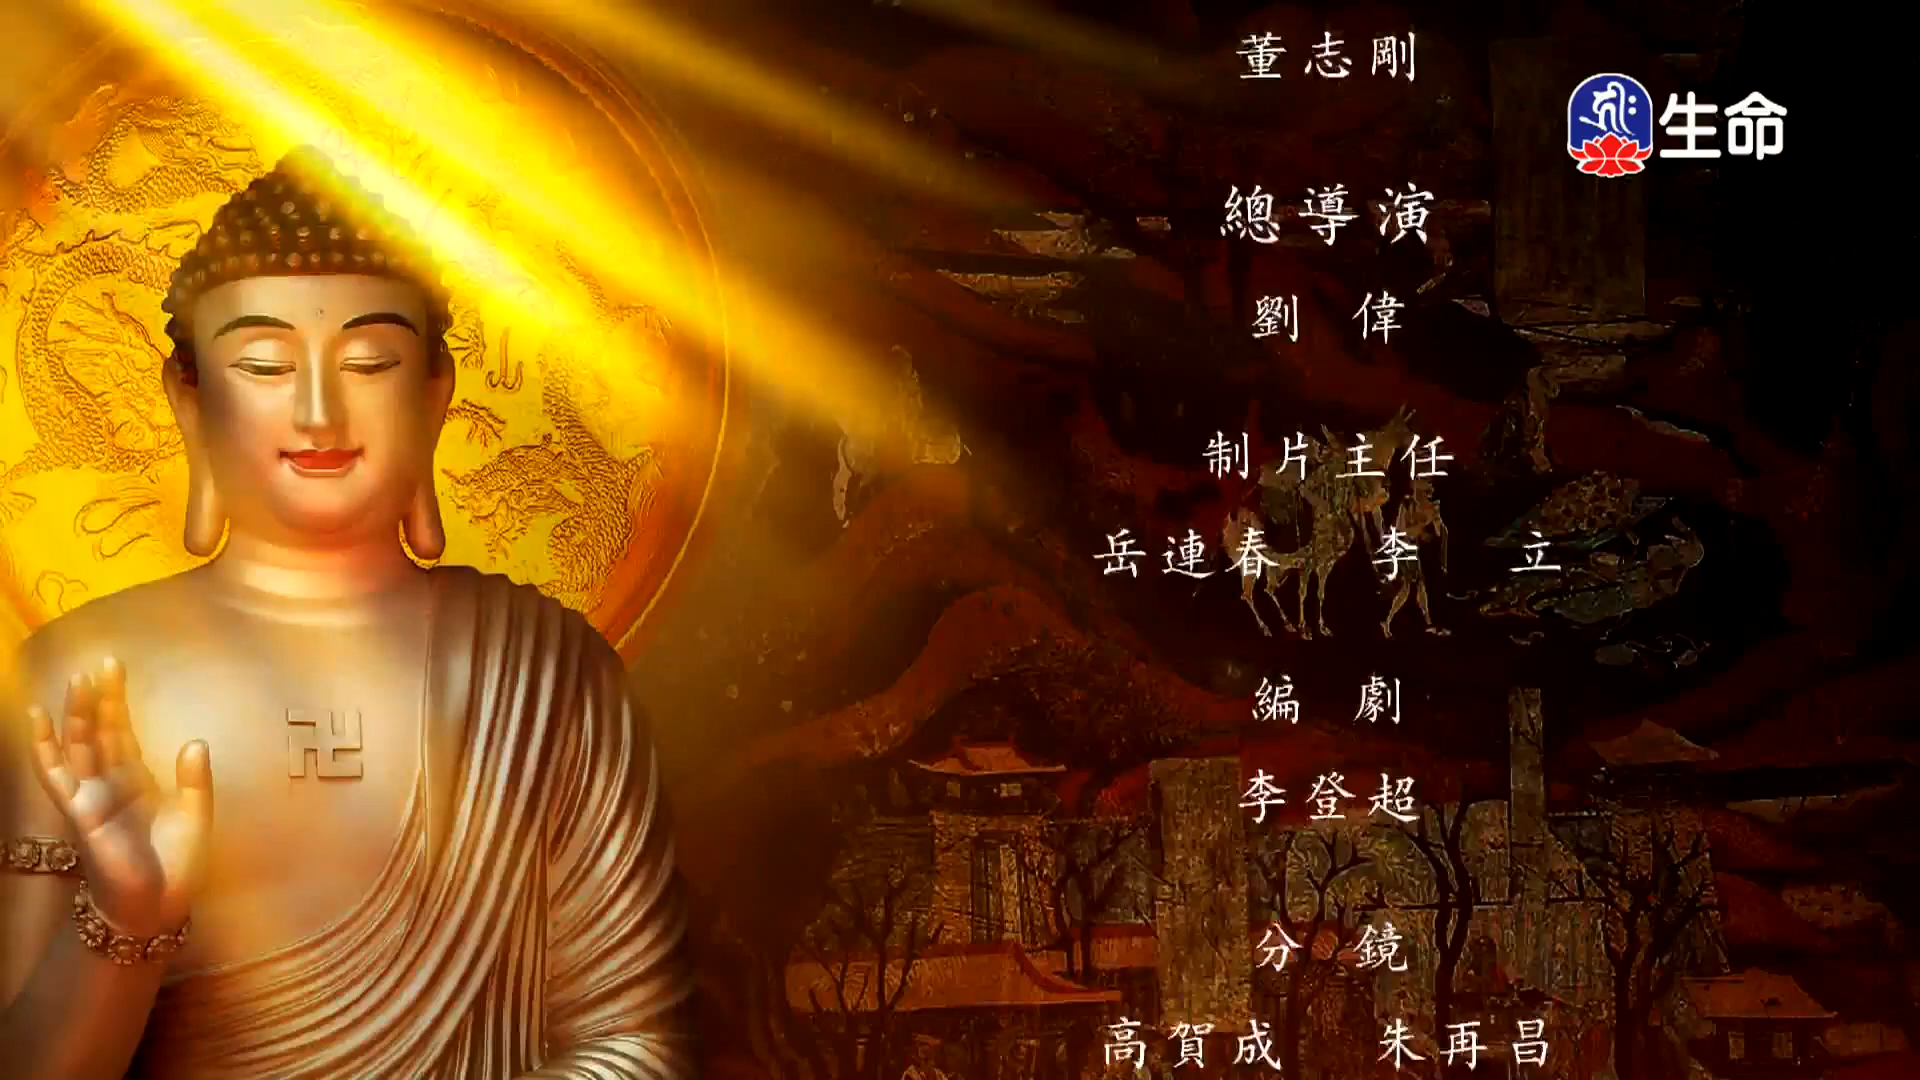 董志剛
生命
總導演
劉偉
制片主任
岳連春 李立
編劇
李登超
分鏡
高賀成 朱再昌